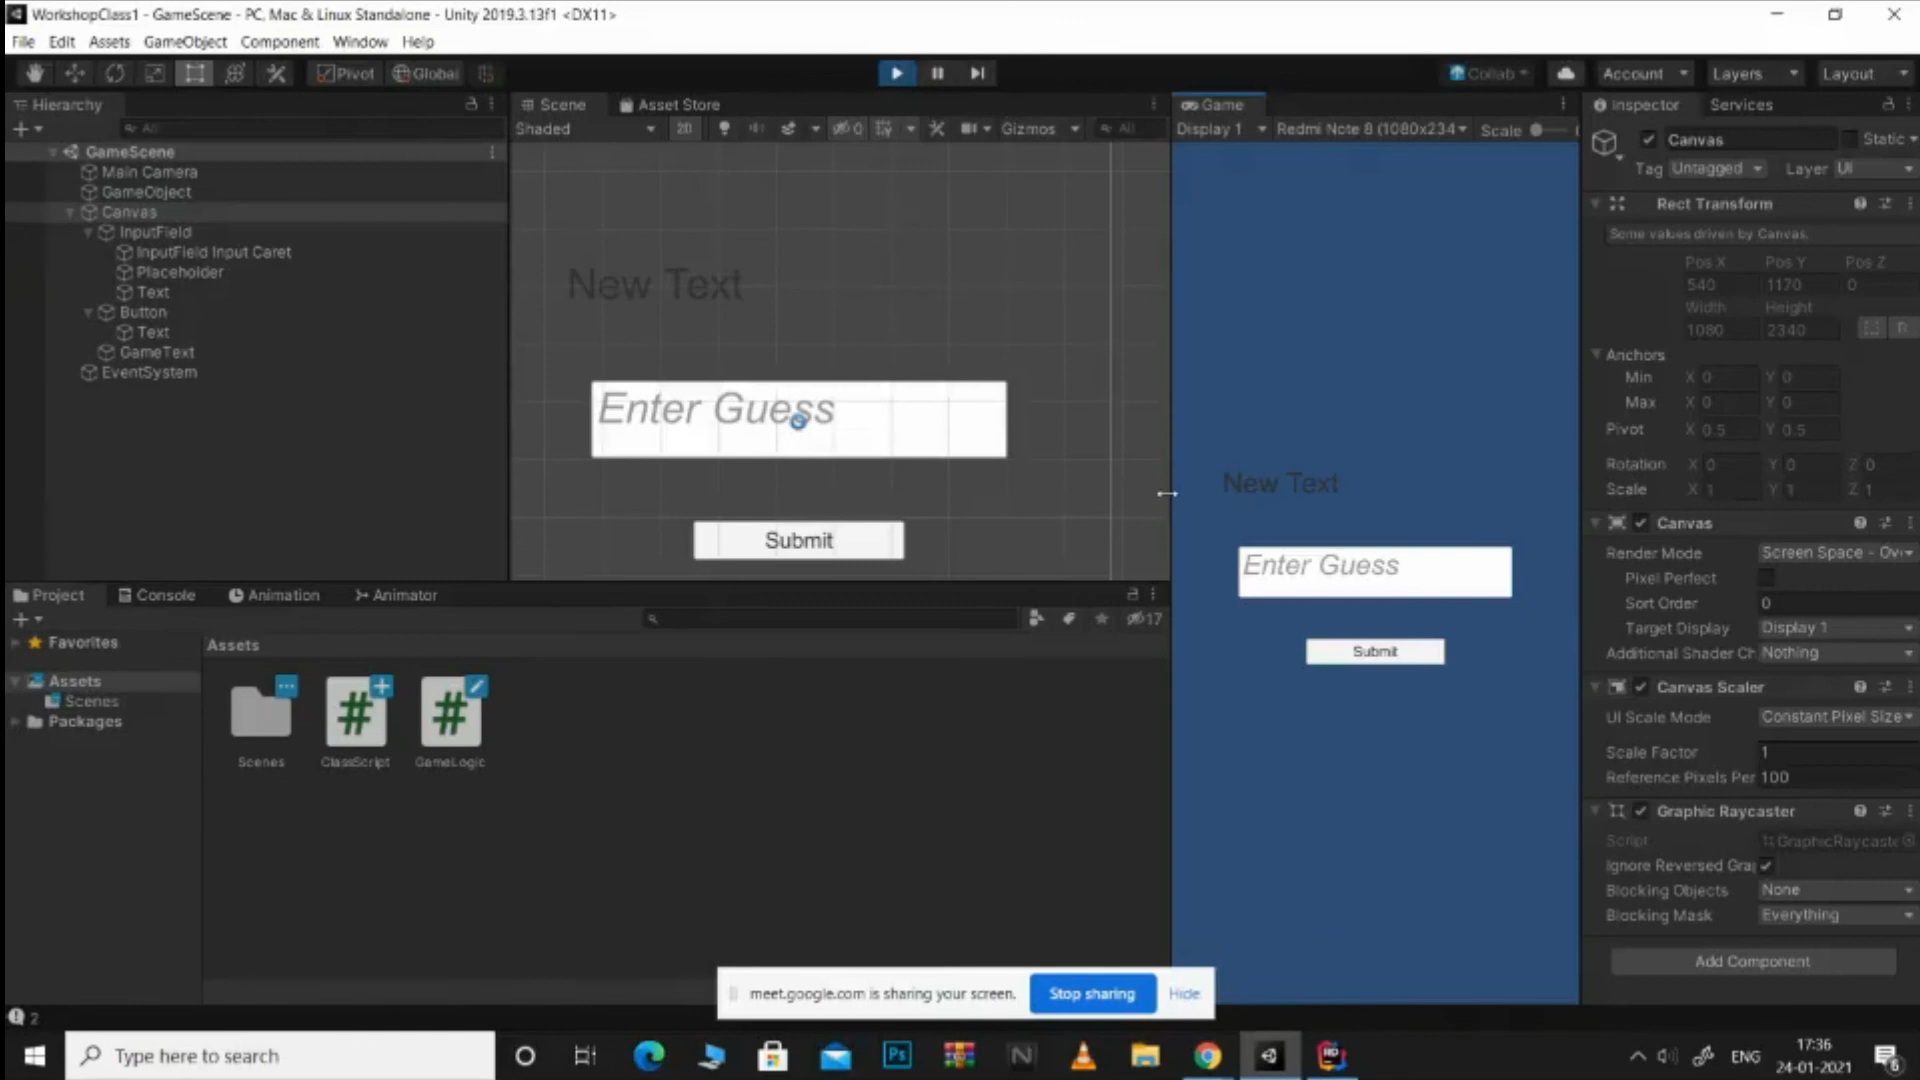 WorkshopClass1 - GameScene - PC, Mac & Linux Standalone - Unity 2019.3.13f1 <DX11>
File Edit Assets GameObject Component Window Help
Pivot Global Collab Account Layers Layout
Hierarchy
All
GameScene
Main Camera
GameObject
Canvas
InputField
InputField Input Caret
Placeholder
Text
Button
Text
GameText
EventSystem
Scene Asset Store
Shaded 2D 0 Gizmos All
New Text
Enter Guess
Submit
Game
Display 1 Redmi Note 8 (1080x234 Scale
New Text
Enter Guess
Submit
Inspector Services
Canvas Static
Tag Untagged Layer UI
Rect Transform
Some values driven by Canvas.
Pos X Pos Y Pos Z
540 1170 0
Width Height
1080 2340 R
Anchors
Min X 0 Y 0
Max X 0 Y 0
Pivot X 0.5 Y 0.5
Rotation X 0 Y 0 Z 0
Scale X 1 Y 1 Z 1
Canvas
Render Mode Screen Space - Ov
Pixel Perfect
Sort Order 0
Target Display Display 1
Additional Shader Ch Nothing
Canvas Scaler
UI Scale Mode Constant Pixel Size
Scale Factor 1
Reference Pixels Per 100
Graphic Raycaster
Script GraphicRaycaste
Ignore Reversed Gra
Blocking Objects None
Blocking Mask Everything
Add Component
Project Console Animation Animator
17
Favorites
Assets
Scenes
Packages
Assets
Scenes ClassScript GameLogic
meet.google.com is sharing your screen. Stop sharing Hide
2
Type here to search
Ps
N
ENG
17:36
24-01-2021
6